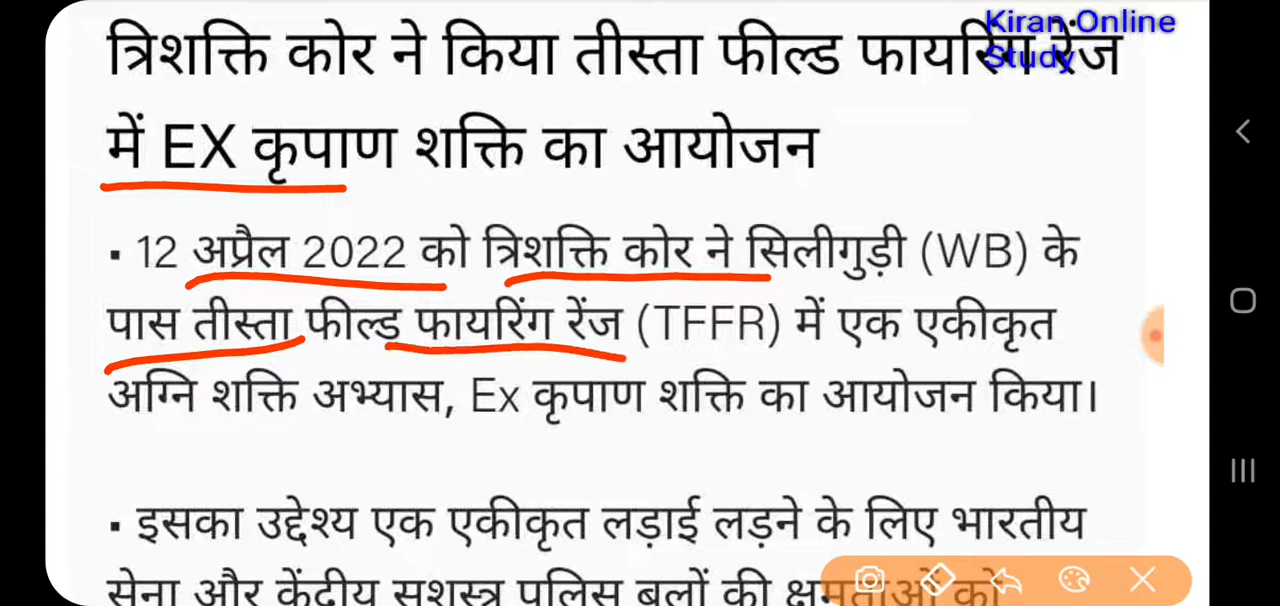 Kiran Online
Study
त्रिशक्ति कोर ने किया तीस्ता फील्ड फायरिंग रेंज
में EX कृपाण शक्ति का आयोजन
▪ 12 अप्रैल 2022 को त्रिशक्ति कोर ने सिलीगुड़ी (WB) के
पास तीस्ता फील्ड फायरिंग रेंज (TFFR) में एक एकीकृत
अग्नि शक्ति अभ्यास, Ex कृपाण शक्ति का आयोजन किया।
▪ इसका उद्देश्य एक एकीकृत लड़ाई लड़ने के लिए भारतीय
सेना और केंद्रीय सशस्त्र पुलिस बलों की क्षमताओं को